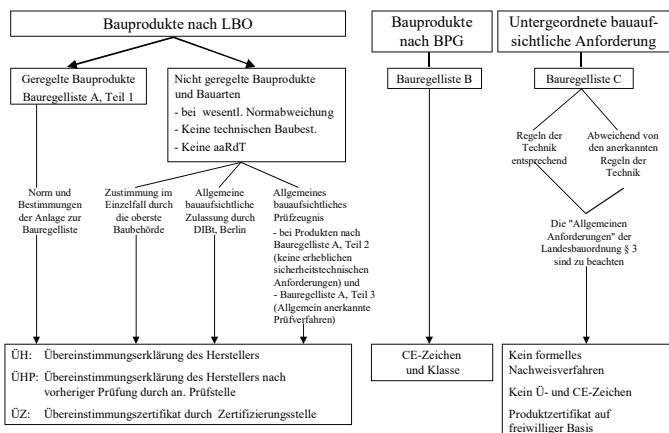 Bauprodukte nach LBO
Geregelte Bauprodukte
Bauregelliste A, Teil 1
Nicht geregelte Bauprodukte
und Bauarten
- bei wesentl. Normabweichung
- Keine technischen Baubest.
- Keine aaRdT
Norm und
Bestimmungen
der Anlage zur
Bauregelliste
Zustimmung im
Einzelfall durch
die oberste
Baubehörde
Allgemeine
bauaufsichtliche
Zulassung durch
DIBt, Berlin
Allgemeines
bauaufsichtliches
Prüfzeugnis
- bei Produkten nach
Bauregelliste A, Teil 2
(keine erheblichen
sicherheitstechnischen
Anforderungen) und
- Bauregelliste A, Teil 3
(Allgemein anerkannte
Prüfverfahren)
ÜH: Übereinstimmungserklärung des Herstellers
ÜHP: Übereinstimmungserklärung des Herstellers nach
vorheriger Prüfung durch an. Prüfstelle
ÜZ: Übereinstimmungszertifikat durch Zertifizierungsstelle
Bauprodukte
nach BPG
Bauregelliste B
CE-Zeichen
und Klasse
Untergeordnete bauauf-
sichtliche Anforderung
Bauregelliste C
Regeln der
Technik
entsprechend
Abweichend von
den anerkannten
Regeln der
Technik
Die "Allgemeinen
Anforderungen" der
Landesbauordnung § 3
sind zu beachten
Kein formelles
Nachweisverfahren
Kein Ü- und CE-Zeichen
Produktzertifikat auf
freiwilliger Basis